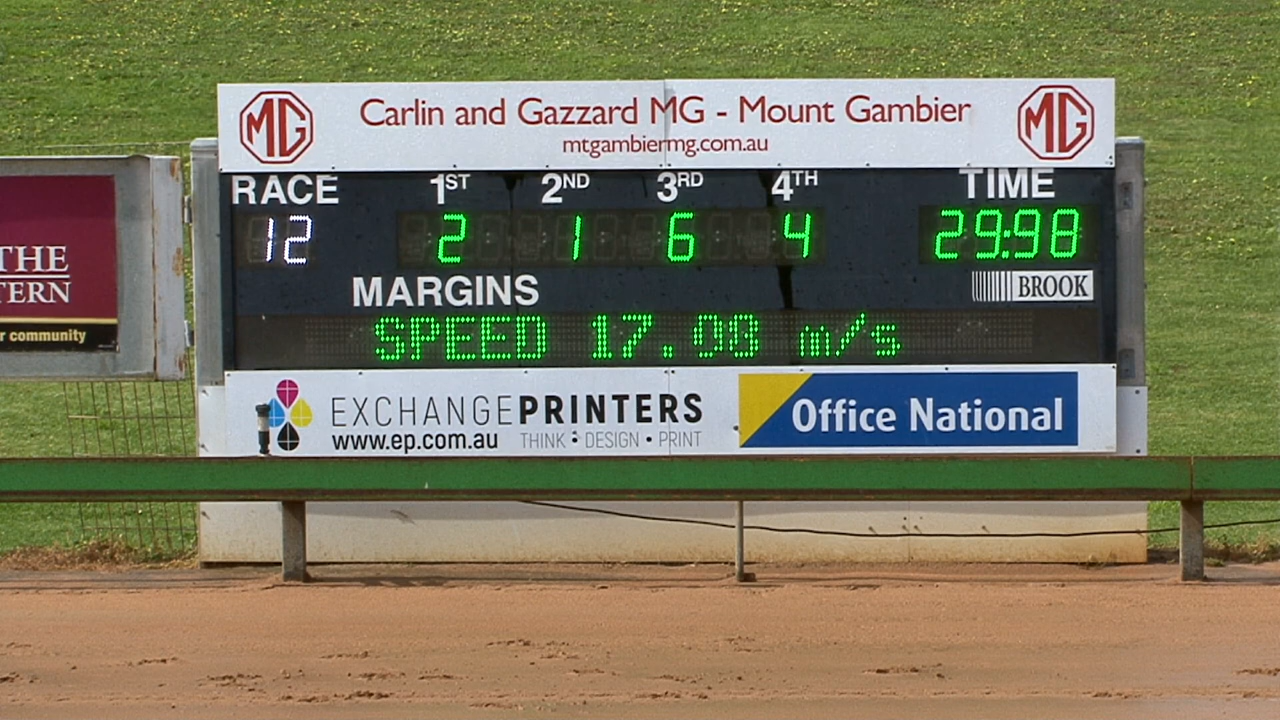 MG Carlin and Gazzard MG - Mount Gambier MG
mtgambiermg.com.au
RACE 1ST 2ND 3RD 4TH TIME
12 2 1 6 4 29:98
MARGINS BROOK
SPEED 17.08 m/s
EXCHANGEPRINTERS
www.ep.com.au THINK • DESIGN • PRINT
Office National
THE
TERN
r community